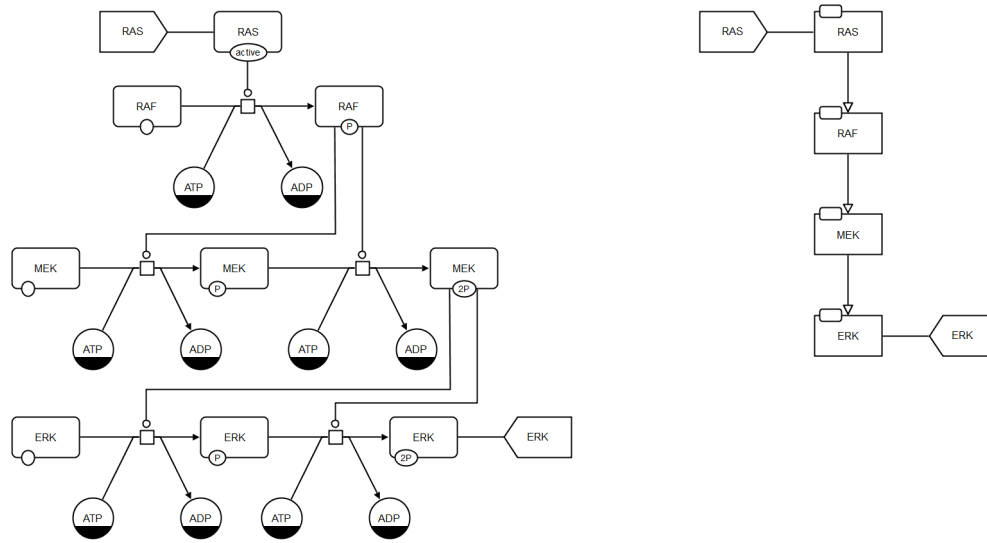 RAS
RAS
active
RAF
RAF
P
ATP
ADP
MEK
MEK
P
MEK
2P
ATP
ADP
ATP
ADP
ERK
ERK
P
ERK
2P
ERK
ATP
ADP
ATP
ADP
RAS
RAS
RAF
MEK
ERK
ERK